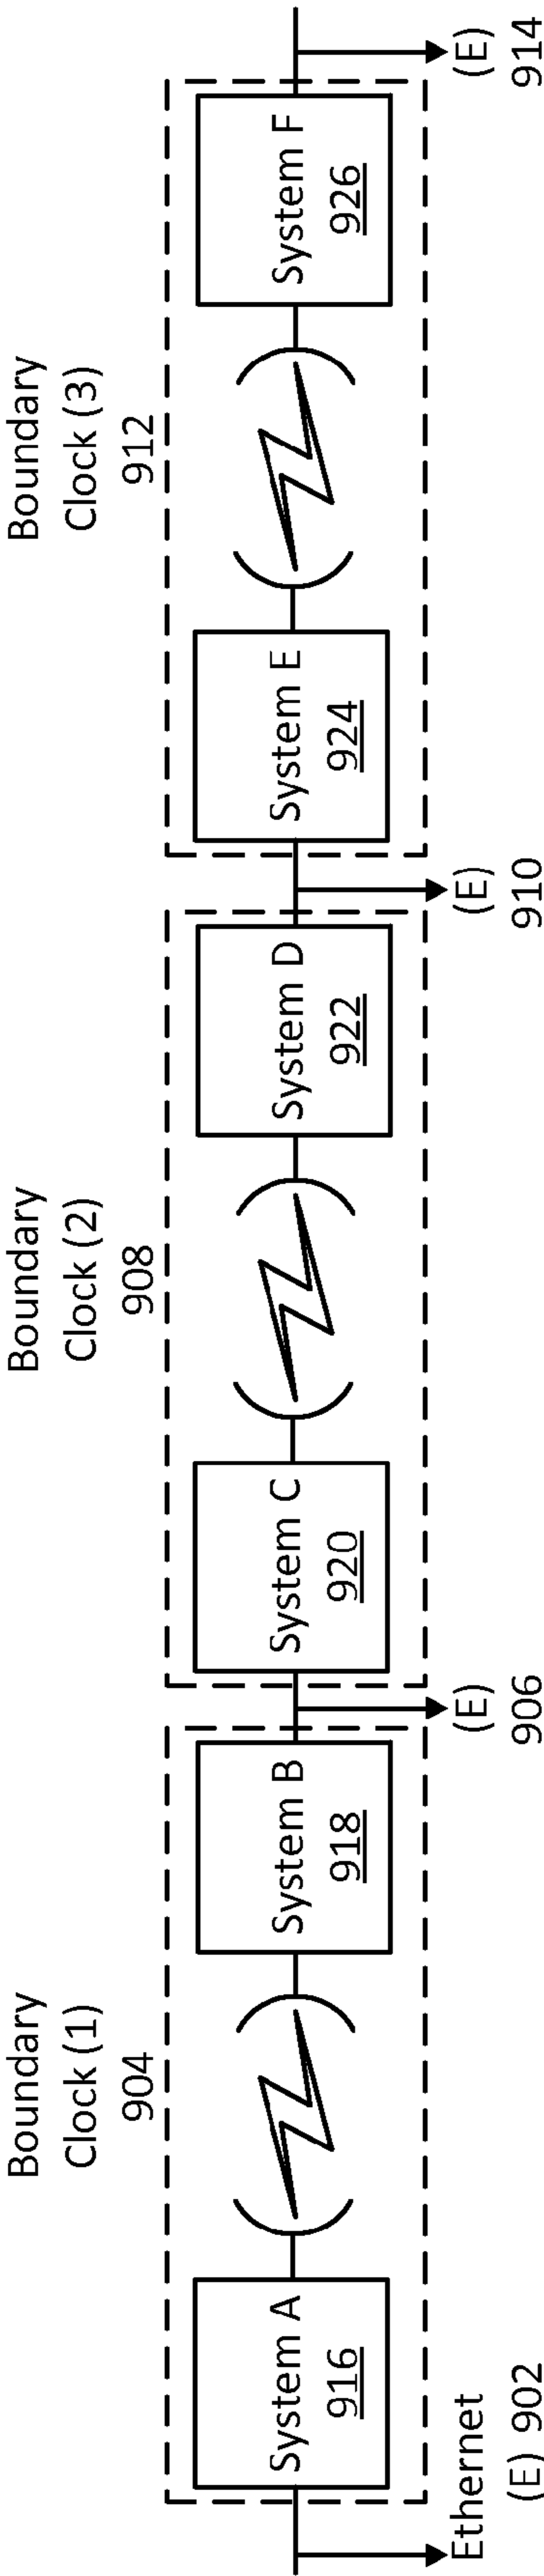 Boundary
Clock (1)
904
Boundary
Clock (2)
908
Boundary
Clock (3)
912
System A
916
System B
918
System C
920
System D
922
System E
924
System F
926
Ethernet
(E) 902
(E)
906
(E)
910
(E)
914